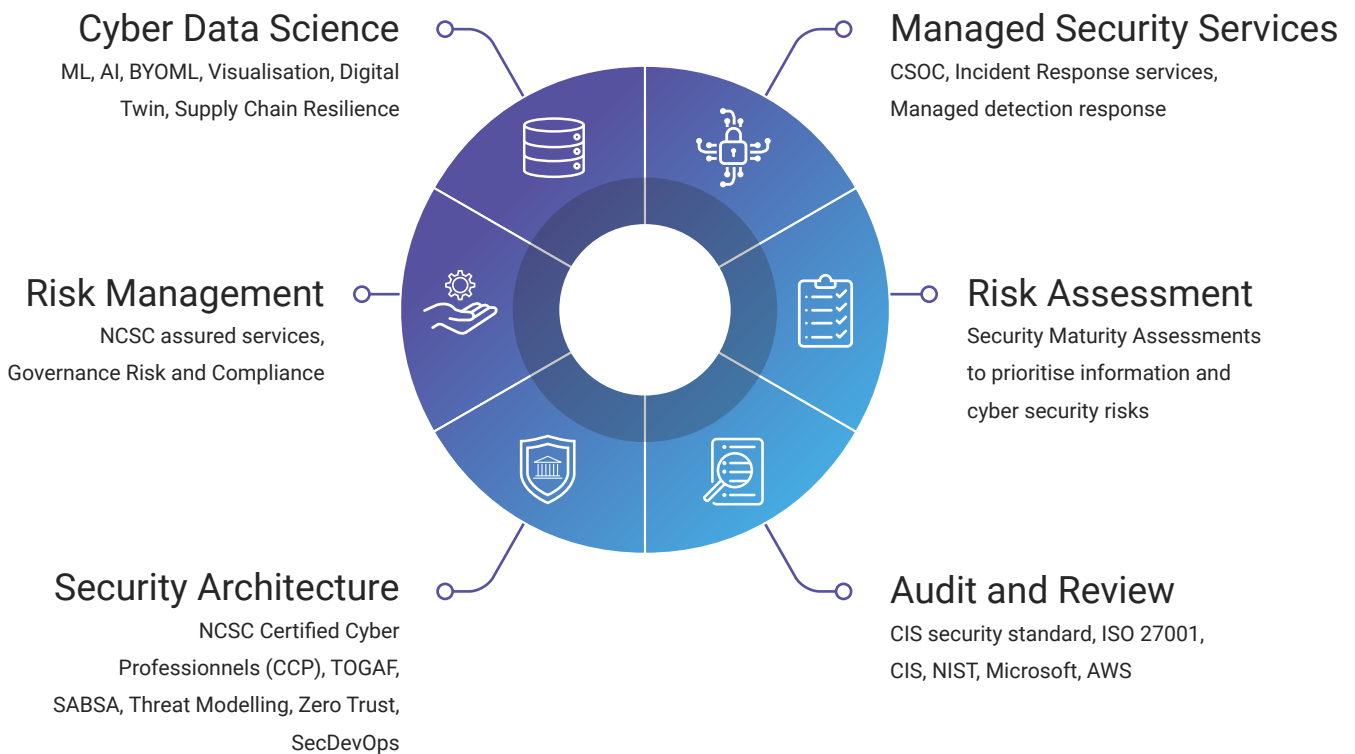 Cyber Data Science
ML, AI, BYOML, Visualisation, Digital
Twin, Supply Chain Resilience
Managed Security Services
CSOC, Incident Response services,
Managed detection response
Risk Management
NCSC assured services,
Governance Risk and Compliance
Risk Assessment
Security Maturity Assessments
to prioritise information and
cyber security risks
Security Architecture
NCSC Certified Cyber
Professionnels (CCP), TOGAF,
SABSA, Threat Modelling, Zero Trust,
SecDevOps
Audit and Review
CIS security standard, ISO 27001,
CIS, NIST, Microsoft, AWS